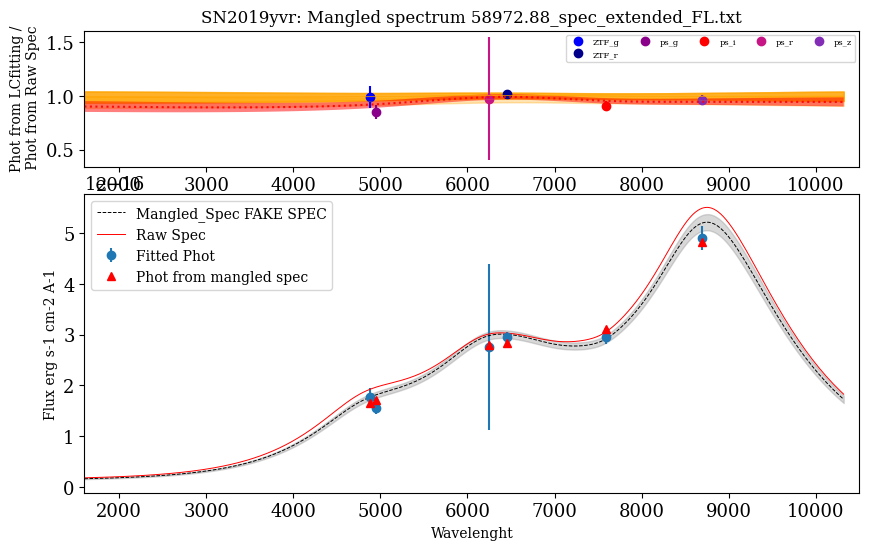 SN2019yvr: Mangled spectrum 58972.88_spec_extended_FL.txt
Phot from LCfitting /
Phot from Raw Spec
1.5
1.0
0.5
ZTF_g ps_g ps_i ps_r ps_z
ZTF_r
2000 3000 4000 5000 6000 7000 8000 9000 10000
1e−16
Mangled_Spec FAKE SPEC
Raw Spec
Fitted Phot
Phot from mangled spec
Flux erg s-1 cm-2 A-1
5
4
3
2
1
0
2000 3000 4000 5000 6000 7000 8000 9000 10000
Wavelenght